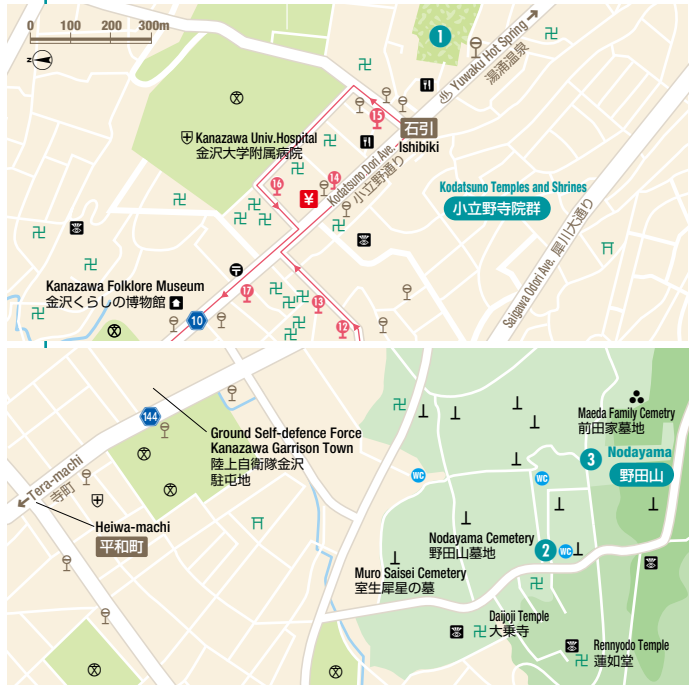 0 100 200 300m
N
1
Yuwaku Hot Spring
湯涌温泉
15
石引
Ishibiki
Kanazawa Univ.Hospital
金沢大学附属病院
16
14
¥
Kodatsuno Dori Ave.
小立野通り
Kodatsuno Temples and Shrines
小立野寺院群
Saigawa Odori Ave. 犀川大通り
Kanazawa Folklore Museum
金沢くらしの博物館
17
13
12
10
144
Ground Self-defence Force
Kanazawa Garrison Town
陸上自衛隊金沢
駐屯地
Tera-machi
寺町
Heiwa-machi
平和町
Maeda Family Cemetry
前田家墓地
3 Nodayama
野田山
WC
WC
Nodayama Cemetery
野田山墓地
2
WC
Muro Saisei Cemetery
室生犀星の墓
Daijoji Temple
大乗寺
Rennyodo Temple
蓮如堂